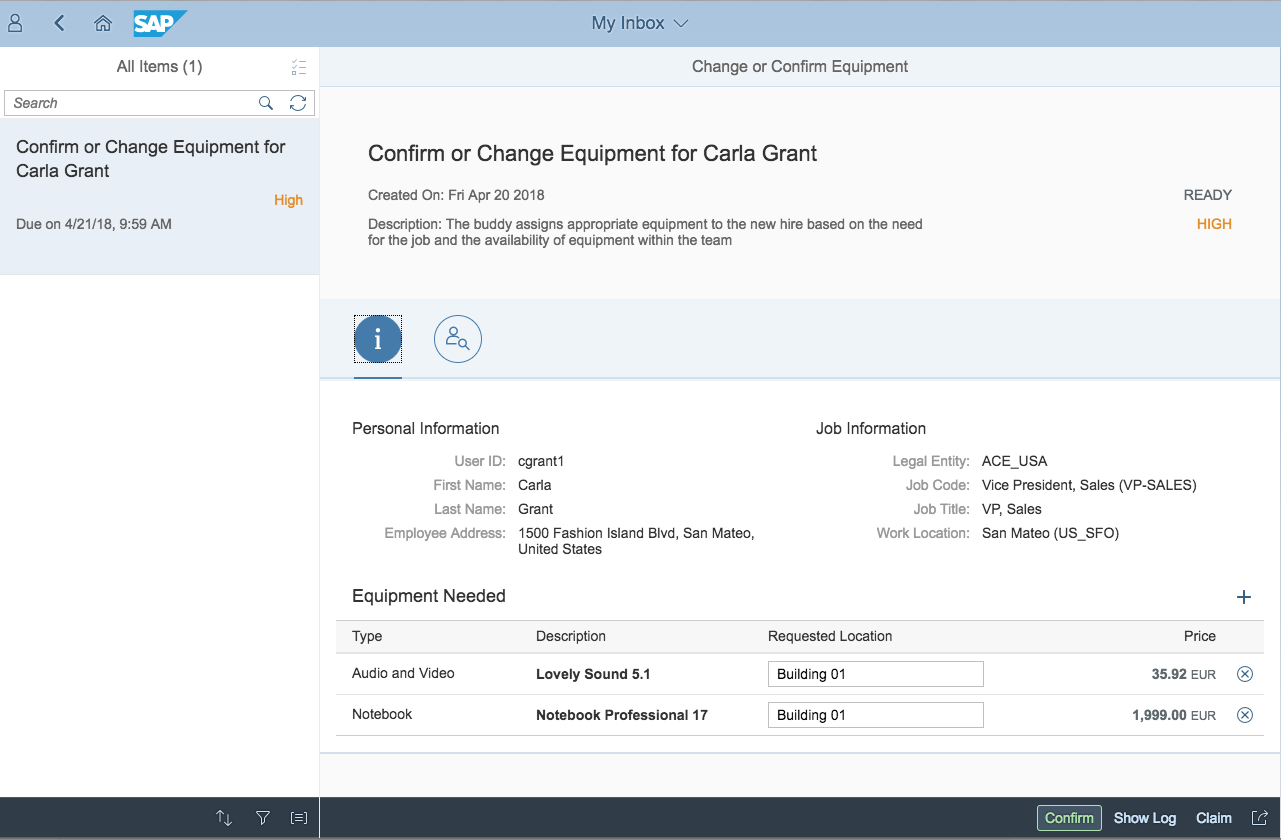 SAP
My Inbox
All Items (1)
Change or Confirm Equipment
Search
Confirm or Change Equipment for
Carla Grant
High
Due on 4/21/18, 9:59 AM
Confirm or Change Equipment for Carla Grant
Created On: Fri Apr 20 2018
READY
Description: The buddy assigns appropriate equipment to the new hire based on the need
for the job and the availability of equipment within the team
HIGH
i
Personal Information
User ID: cgrant1
First Name: Carla
Last Name: Grant
Employee Address: 1500 Fashion Island Blvd, San Mateo,
United States
Job Information
Legal Entity: ACE_USA
Job Code: Vice President, Sales (VP-SALES)
Job Title: VP, Sales
Work Location: San Mateo (US_SFO)
Equipment Needed
Type Description Requested Location Price
Audio and Video Lovely Sound 5.1 Building 01 35.92 EUR
Notebook Notebook Professional 17 Building 01 1,999.00 EUR
Confirm Show Log Claim